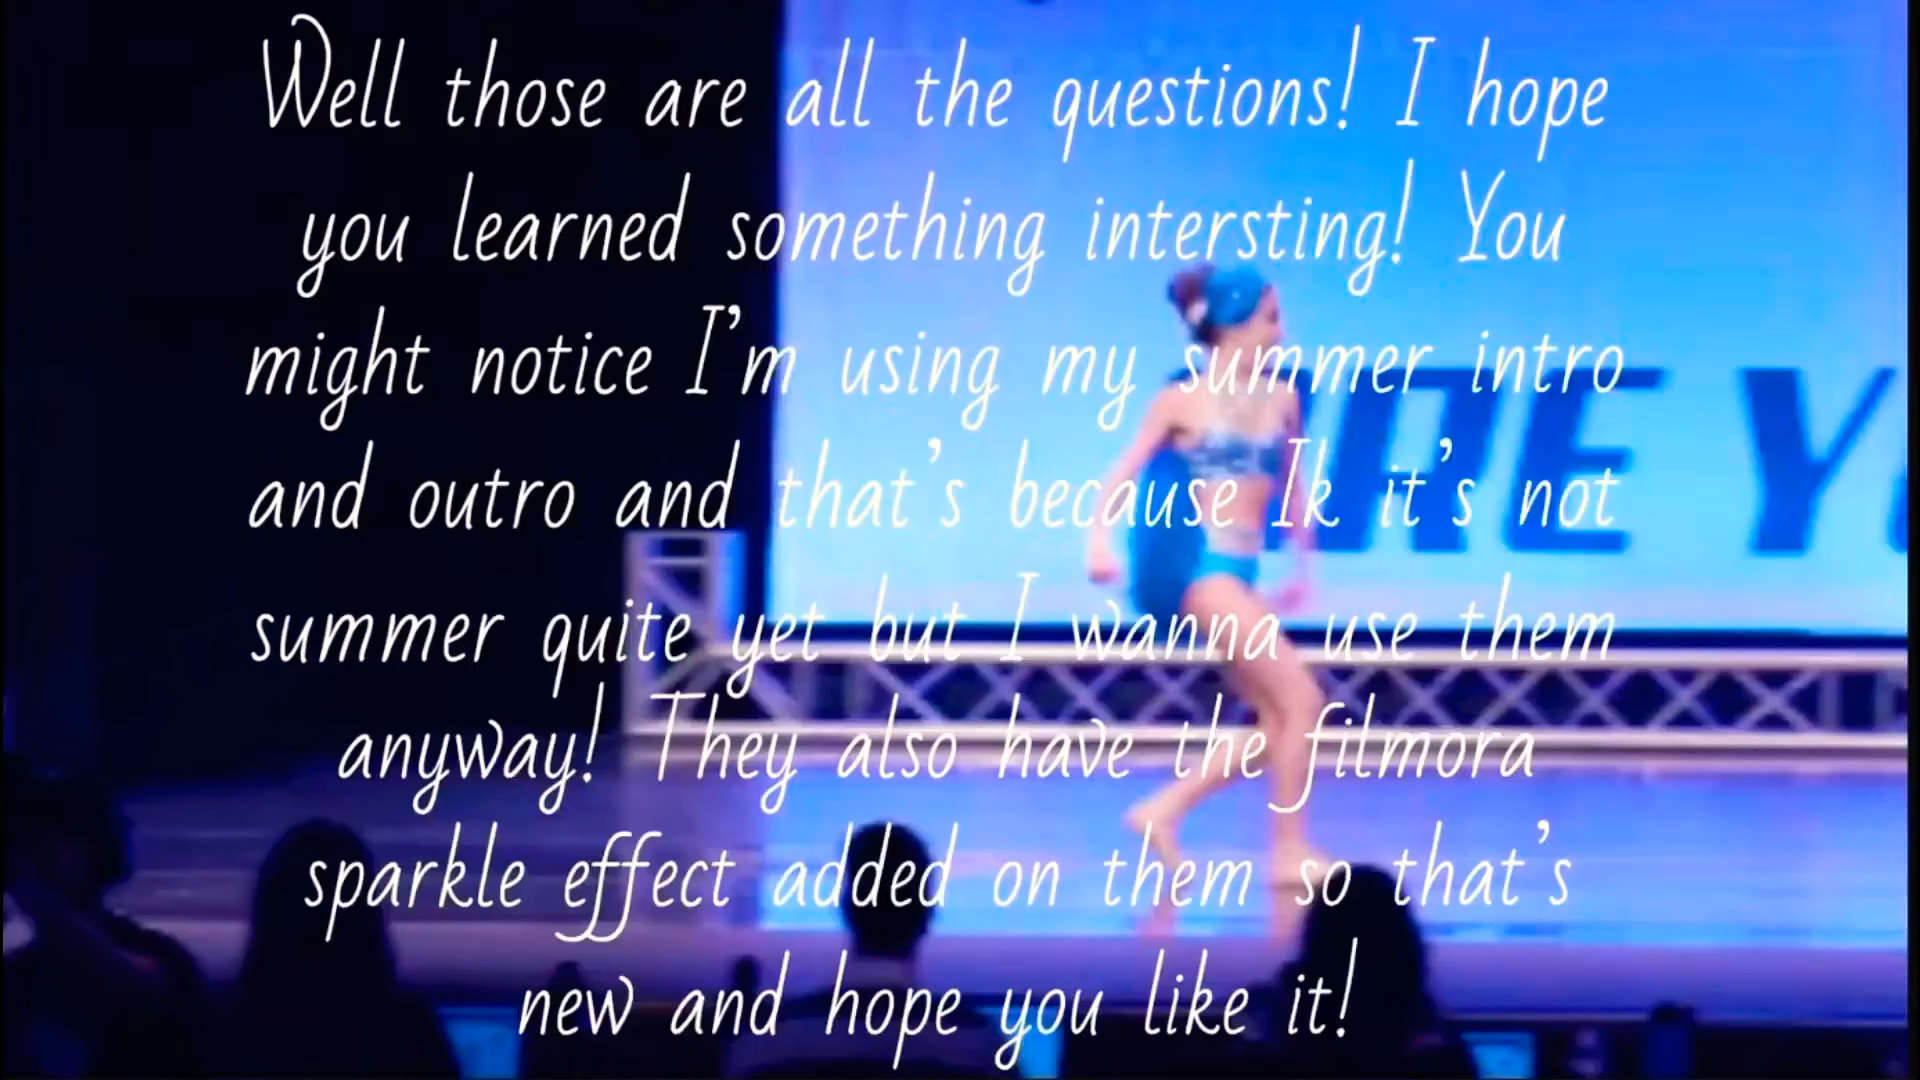 Well those are all the questions! I hope
you learned something intersting! You
might notice I'm using my summer intro
and outro and that's because Ik it's not
summer quite yet but I wanna use them
anyway! They also have the filmora
sparkle effect added on them so that's
new and hope you like it!